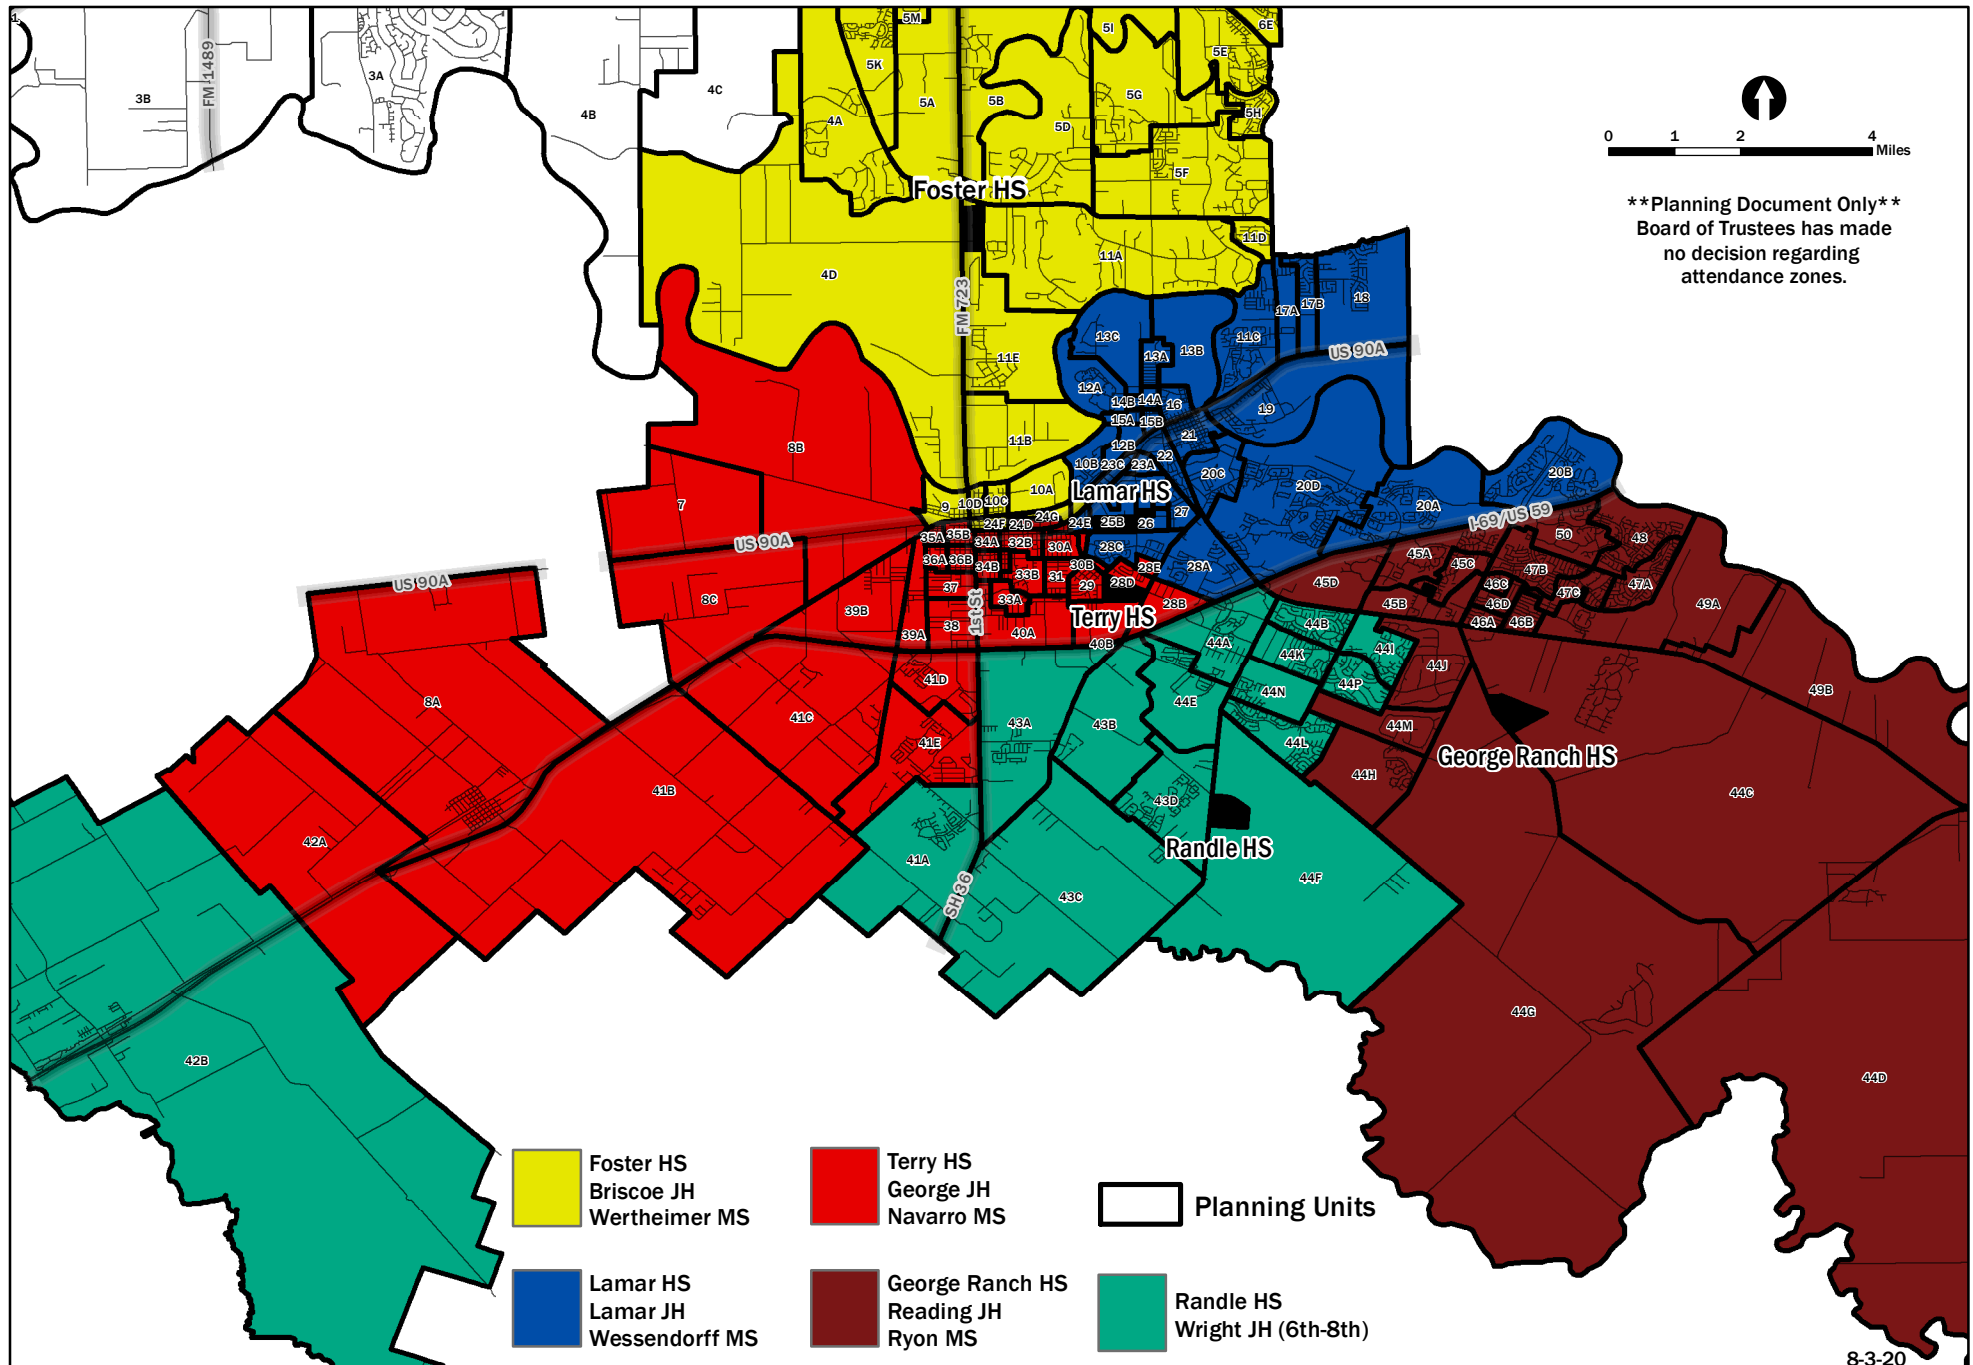 1
3B
FM 1489
3A
4B
4C
5M
5K
5A
4A
5B
5D
5I
5G
5E
6E
5H
5F
Foster HS
11D
11A
4D
FM 723
11E
11B
0 1 2 4
Miles
**Planning Document Only**
Board of Trustees has made
no decision regarding
attendance zones.
17A
17B
18
13C
13A
13B
11C
US 90A
12A
14B
14A
16
19
15A
15B
21
12B
22
10B
23C
23A
20C
20D
20A
20B
Lamar HS
8B
7
9
10D
10C
10A
27
24F
24D
24G
24E
25B
26
US 90A
35A
35B
34A
32B
30A
28C
I-69/US 59
36A
36B
34B
33B
31
30B
28E
28A
37
33A
29
28D
28B
US 90A
8C
39B
39A
38
1st St
40A
Terry HS
40B
45D
45A
45C
45B
50
48
47B
47A
47C
46C
46D
46A
46B
49A
44A
44B
44K
44I
44J
44P
44N
44E
44M
44L
44H
49B
8A
41D
41C
41E
43A
43B
George Ranch HS
44C
41B
42A
43D
Randle HS
41A
43C
44F
SH 36
44G
44D
42B
Foster HS
Briscoe JH
Wertheimer MS
Terry HS
George JH
Navarro MS
Planning Units
Lamar HS
Lamar JH
Wessendorff MS
George Ranch HS
Reading JH
Ryon MS
Randle HS
Wright JH (6th-8th)
8-3-20